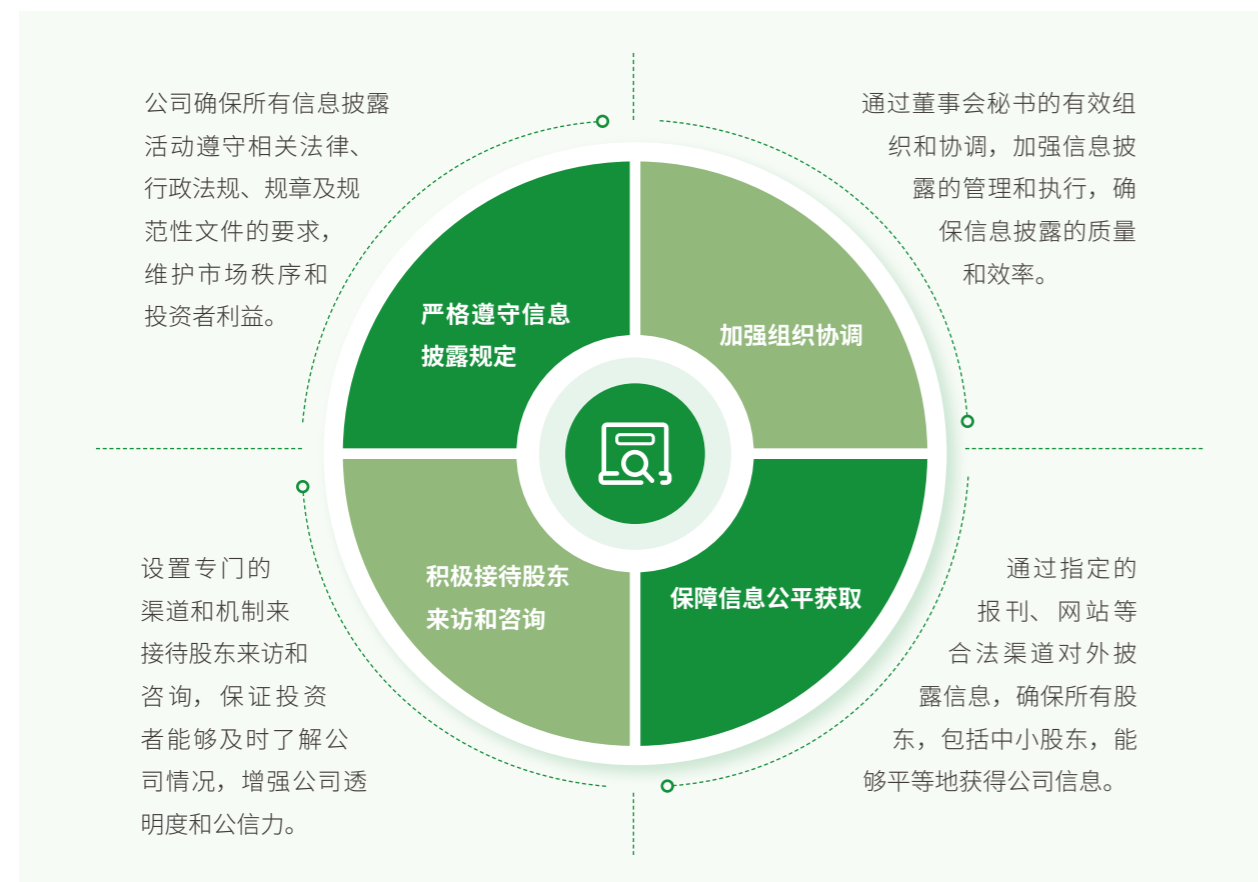 公司确保所有信息披露
活动遵守相关法律、
行政法规、规章及规
范性文件的要求，
维护市场秩序和
投资者利益。
严格遵守信息
披露规定
通过董事会秘书的有效组
织和协调，加强信息披
露的管理和执行，确
保信息披露的质量
和效率。
加强组织协调
设置专门的
渠道和机制来
接待股东来访和
咨询，保证投资
者能够及时了解公
司情况，增强公司透
明度和公信力。
积极接待股东
来访和咨询
保障信息公平获取
通过指定的
报刊、网站等
合法渠道对外披
露信息，确保所有股
东，包括中小股东，能
够平等地获得公司信息。